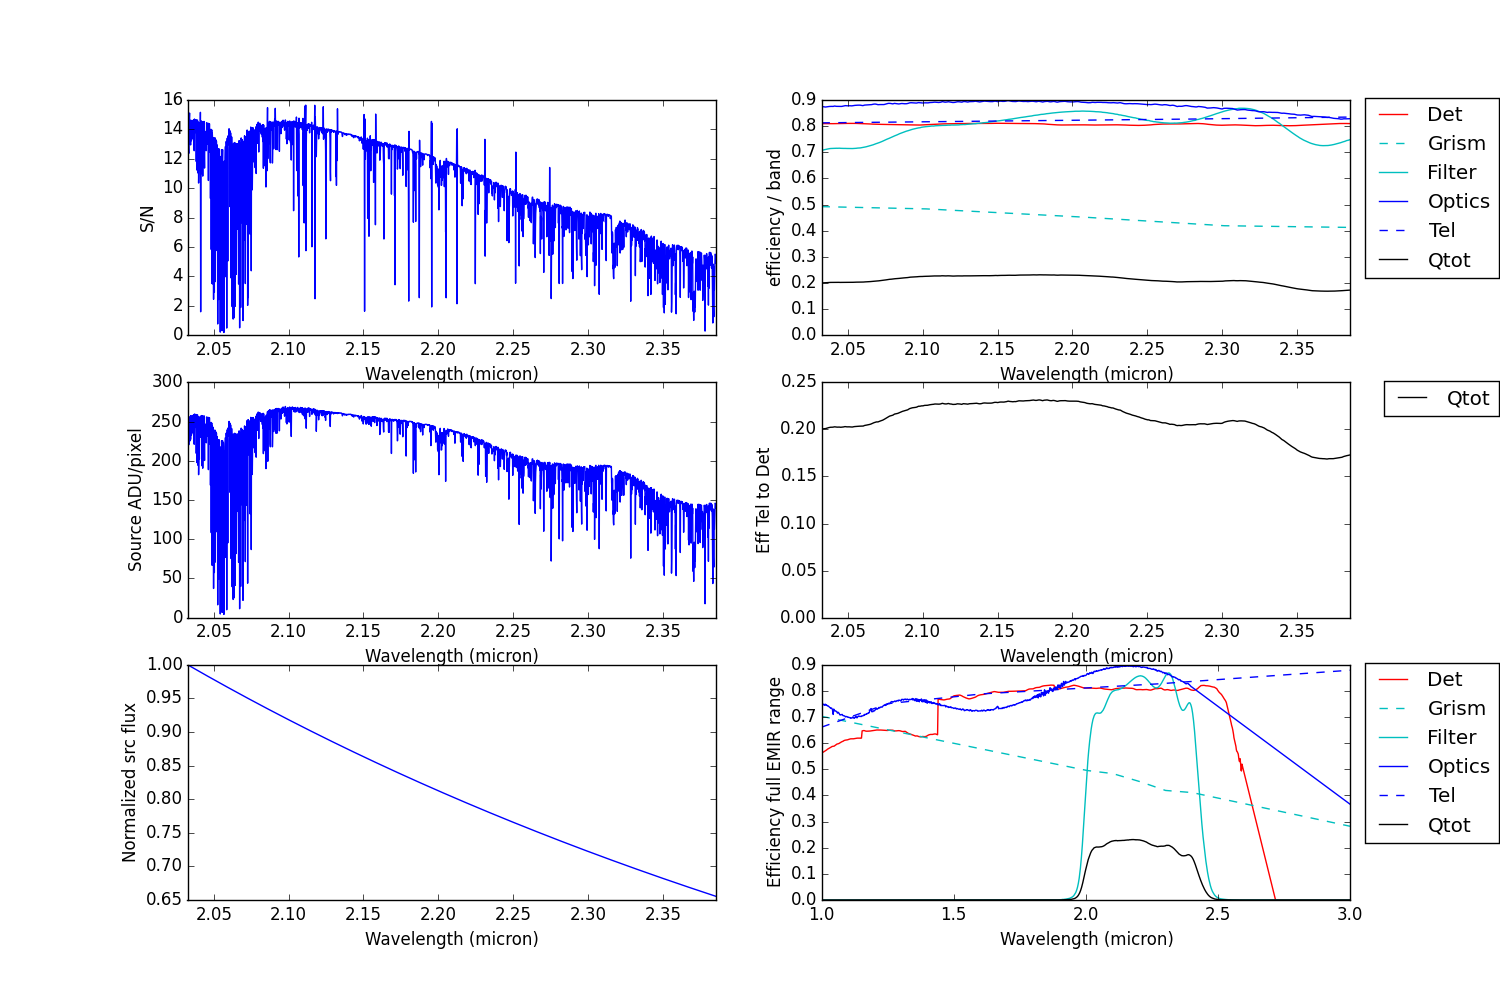 S/N
16
14
12
10
8
6
4
2
0
2.05 2.10 2.15 2.20 2.25 2.30 2.35
Wavelength (micron)
efficiency / band
0.9
0.8
0.7
0.6
0.5
0.4
0.3
0.2
0.1
0.0
2.05 2.10 2.15 2.20 2.25 2.30 2.35
Wavelength (micron)
Det
Grism
Filter
Optics
Tel
Qtot
Source ADU/pixel
300
250
200
150
100
50
0
2.05 2.10 2.15 2.20 2.25 2.30 2.35
Wavelength (micron)
Eff Tel to Det
0.25
0.20
0.15
0.10
0.05
0.00
2.05 2.10 2.15 2.20 2.25 2.30 2.35
Wavelength (micron)
Qtot
Normalized src flux
1.00
0.95
0.90
0.85
0.80
0.75
0.70
0.65
2.05 2.10 2.15 2.20 2.25 2.30 2.35
Wavelength (micron)
Efficiency full EMIR range
0.9
0.8
0.7
0.6
0.5
0.4
0.3
0.2
0.1
0.0
1.0 1.5 2.0 2.5 3.0
Wavelength (micron)
Det
Grism
Filter
Optics
Tel
Qtot